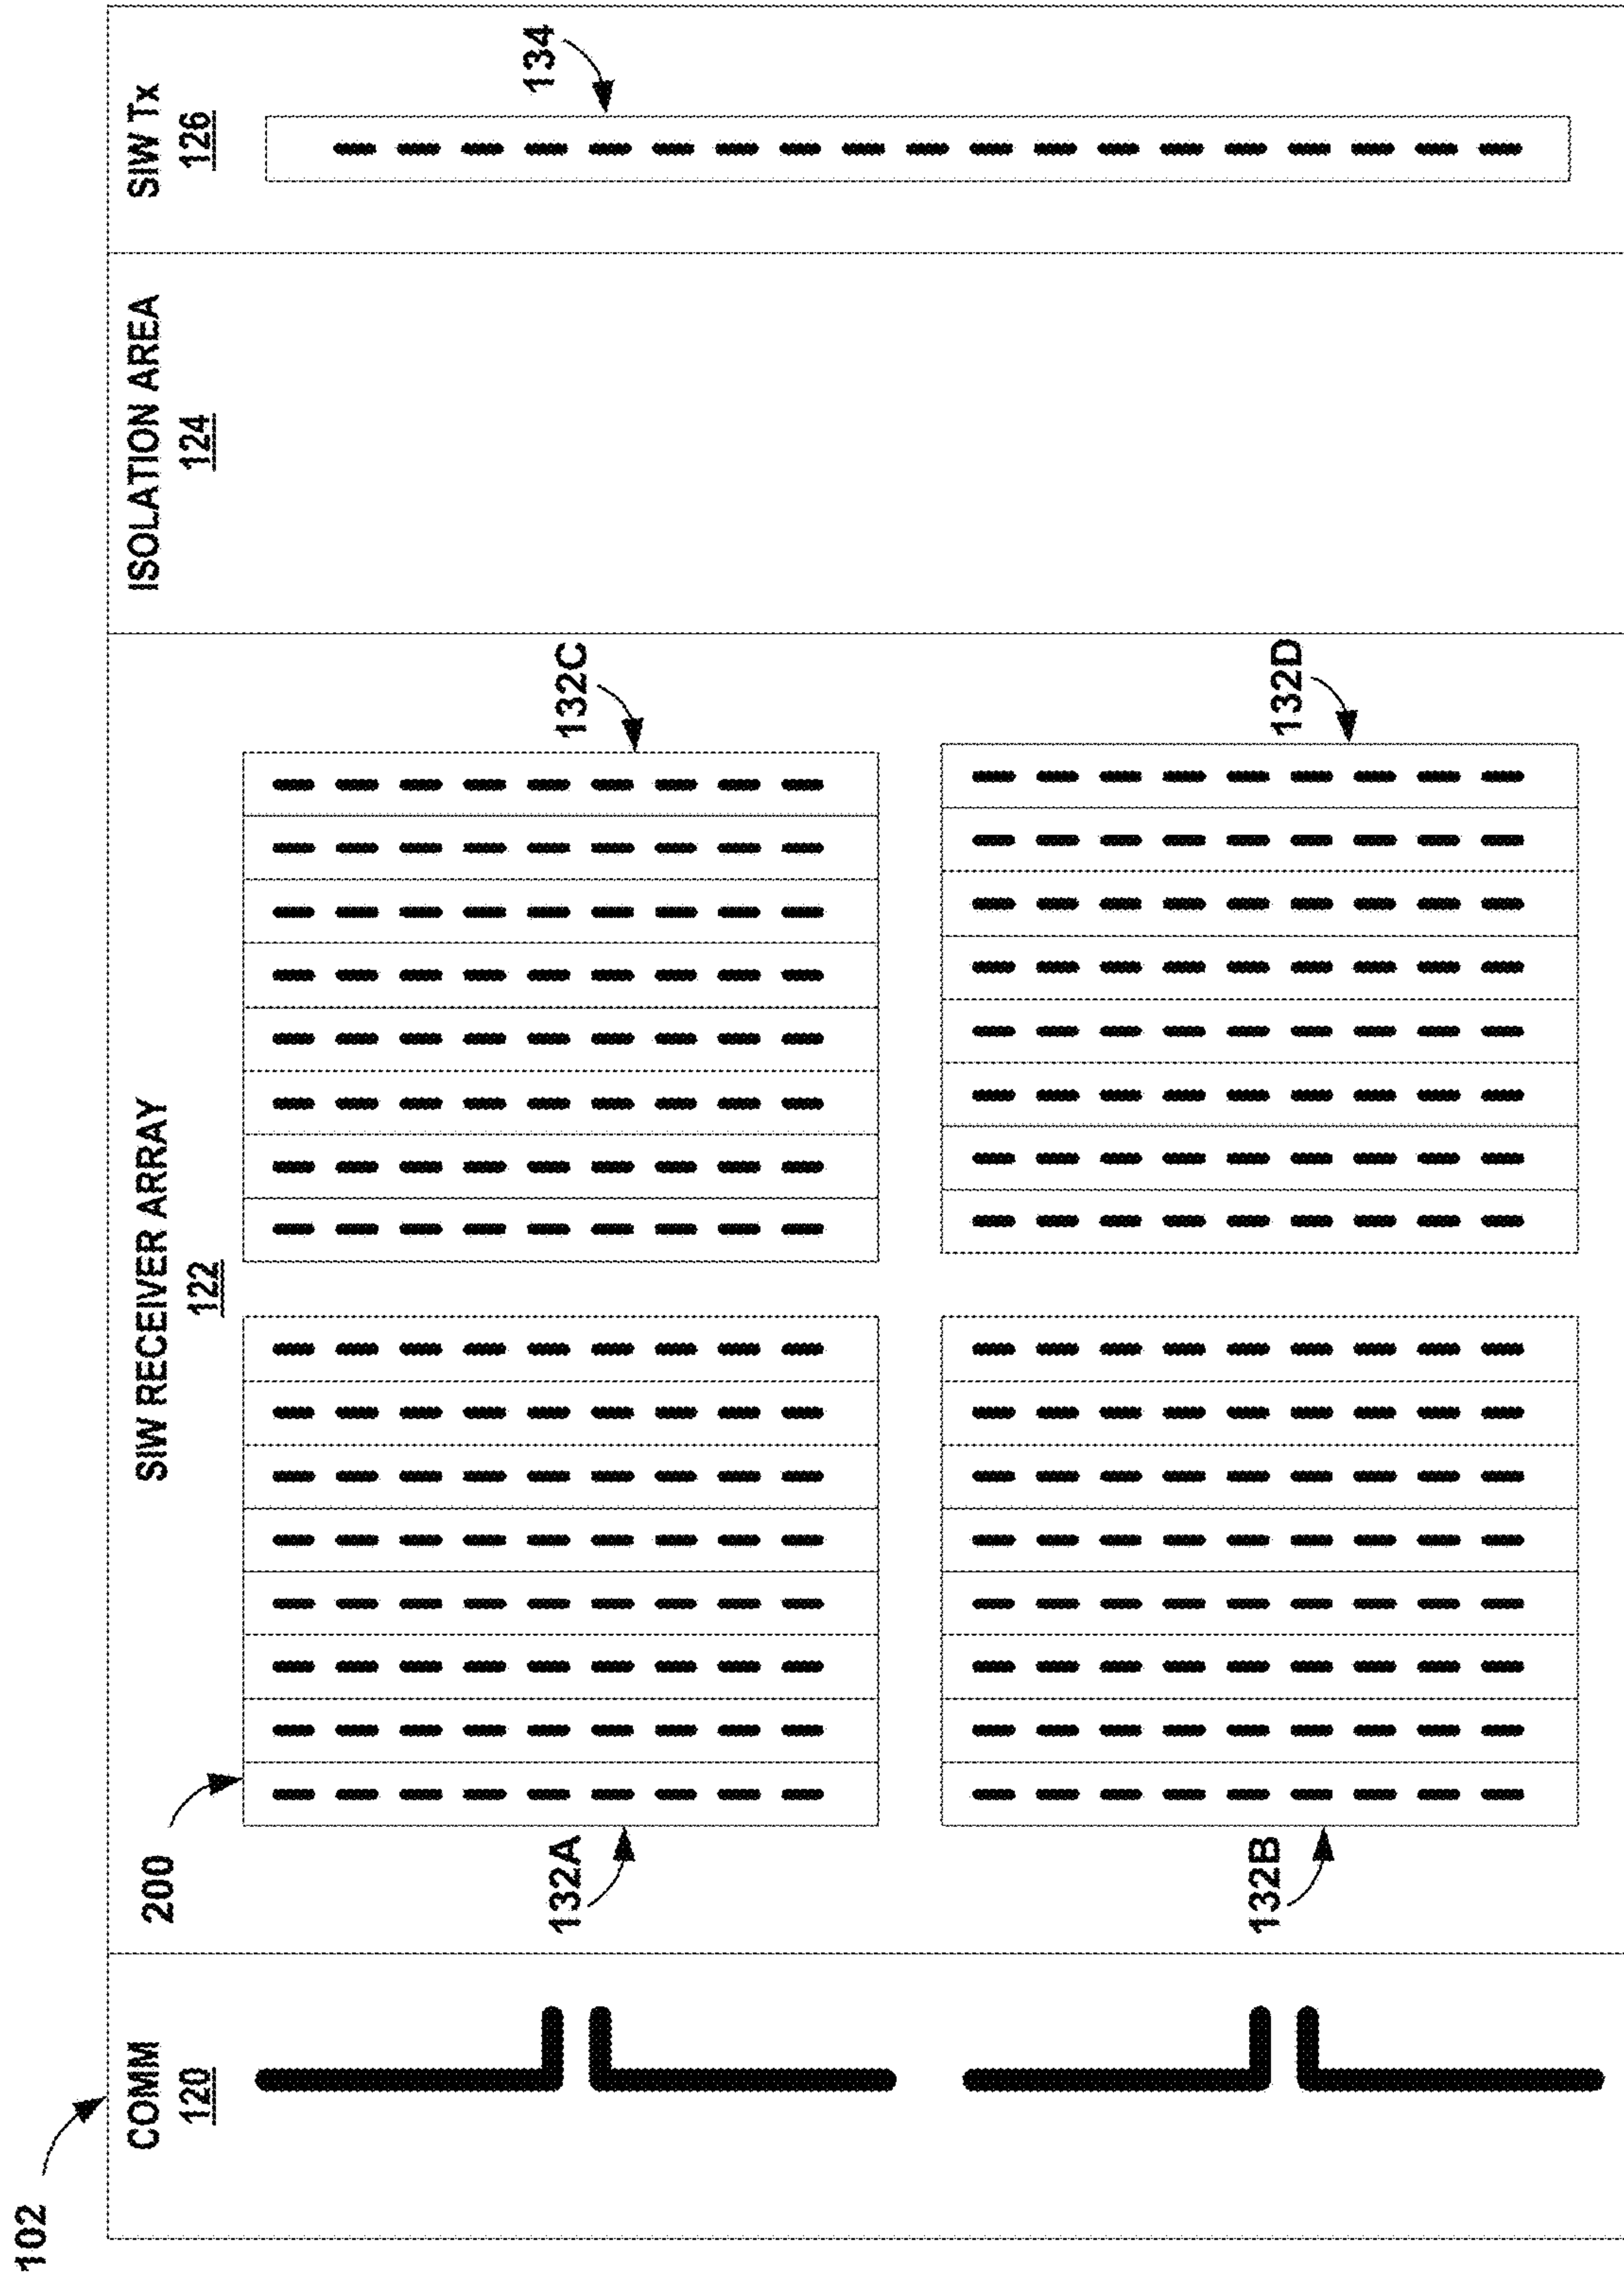 102
COMM
120
200
SIW RECEIVER ARRAY
122
132A
132B
132C
132D
ISOLATION AREA
124
SIW Tx
126
134